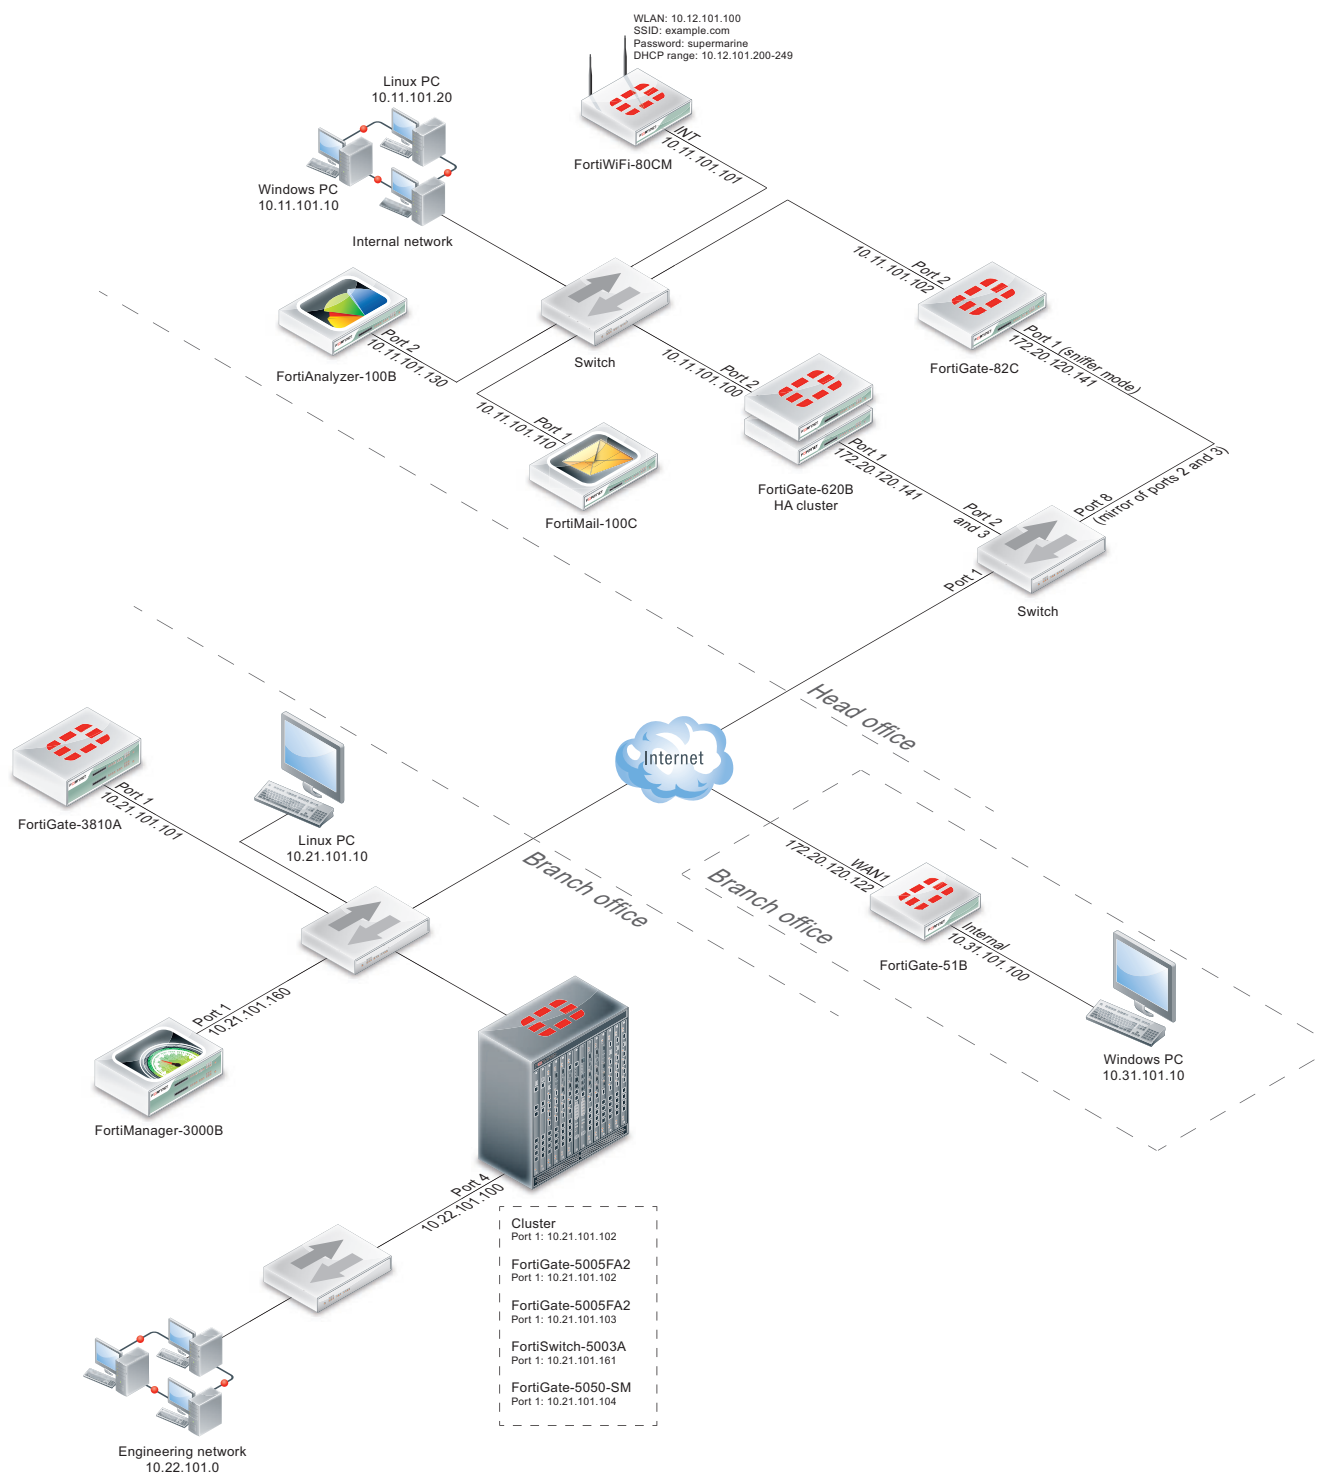 WLAN: 10.12.101.100
SSID: example.com
Password: supermarine
DHCP range: 10.12.101.200-249
Linux PC
10.11.101.20
INT
10.11.101.101
FortiWiFi-80CM
Windows PC
10.11.101.10
Internal network
Port 2
10.11.101.102
Port 2
10.11.101.130
FortiAnalyzer-100B
Switch
Port 2
10.11.101.100
Port 1 (sniffer mode)
172.20.120.141
FortiGate-82C
Port 1
10.11.101.110
FortiMail-100C
Port 1
172.20.120.141
FortiGate-620B
HA cluster
Port 2
and 3
Port 8
(mirror of ports 2 and 3)
Port 1
Switch
Head office
Internet
Port 1
10.21.101.101
FortiGate-3810A
Linux PC
10.21.101.10
Branch office
Branch office
WAN1
172.20.120.122
FortiGate-51B
Internal
10.31.101.100
Windows PC
10.31.101.10
Port 1
10.21.101.160
FortiManager-3000B
Port 4
10.22.101.100
Cluster
Port 1: 10.21.101.102
FortiGate-5005FA2
Port 1: 10.21.101.102
FortiGate-5005FA2
Port 1: 10.21.101.103
FortiSwitch-5003A
Port 1: 10.21.101.161
FortiGate-5050-SM
Port 1: 10.21.101.104
Engineering network
10.22.101.0